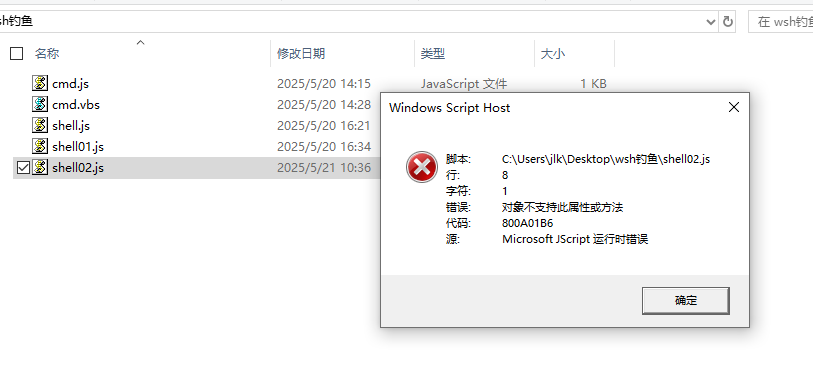 sh钓鱼
在 wsh钓鱼
名称 修改日期 类型 大小
cmd.js 2025/5/20 14:15 JavaScript 文件 1 KB
cmd.vbs 2025/5/20 14:28
shell.js 2025/5/20 16:21
shell01.js 2025/5/20 16:34
shell02.js 2025/5/21 10:36
Windows Script Host
脚本: C:\Users\jlk\Desktop\wsh钓鱼\shell02.js
行: 8
字符: 1
错误: 对象不支持此属性或方法
代码: 800A01B6
源: Microsoft JScript 运行时错误
确定